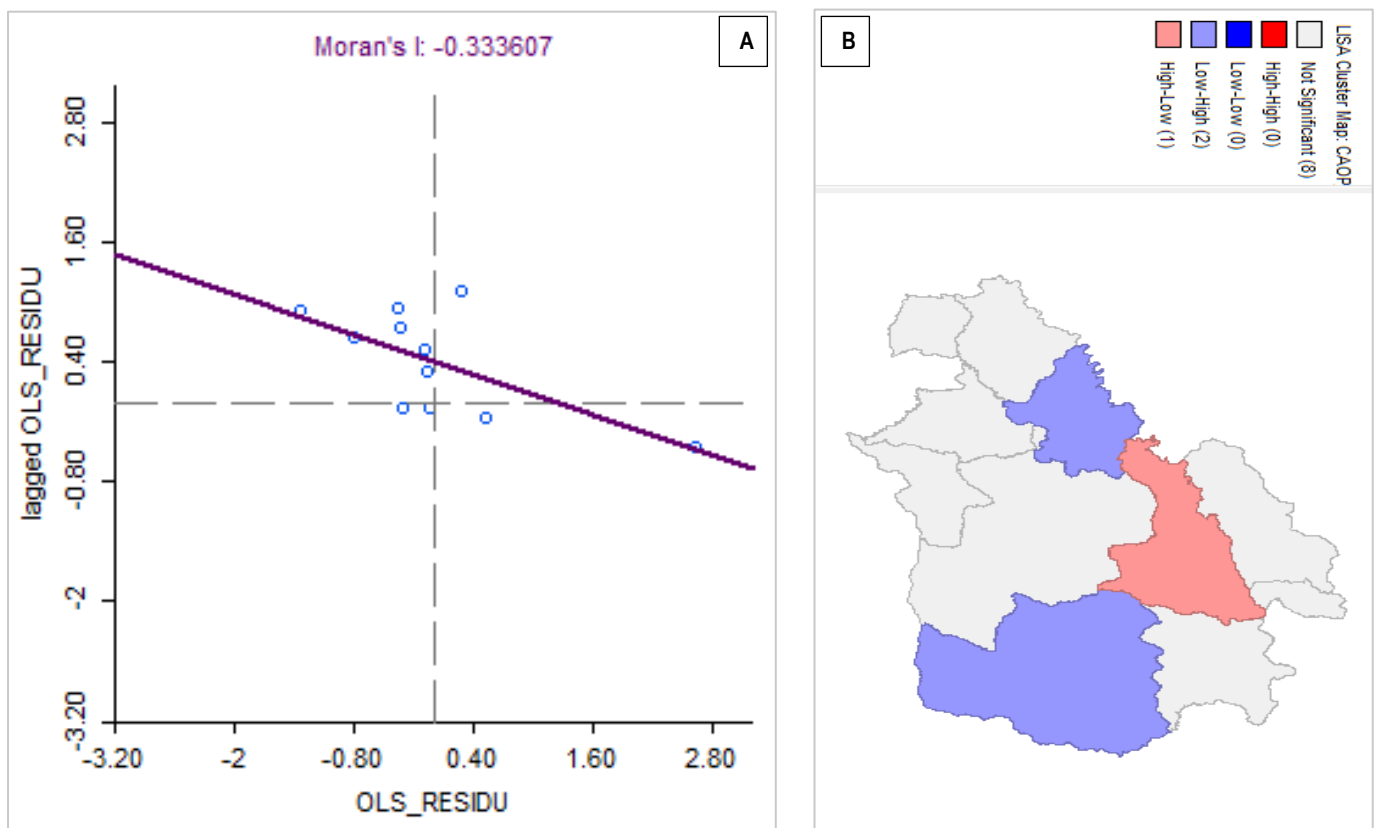 Moran's I: -0.333607
A
2.80
1.60
0.40
-0.80
-2
-3.20
lagged OLS_RESIDU
-3.20 -2 -0.80 0.40 1.60 2.80
OLS_RESIDU
B
LISA Cluster Map: CAOP
Not Significant (8)
High-High (0)
Low-Low (0)
Low-High (2)
High-Low (1)